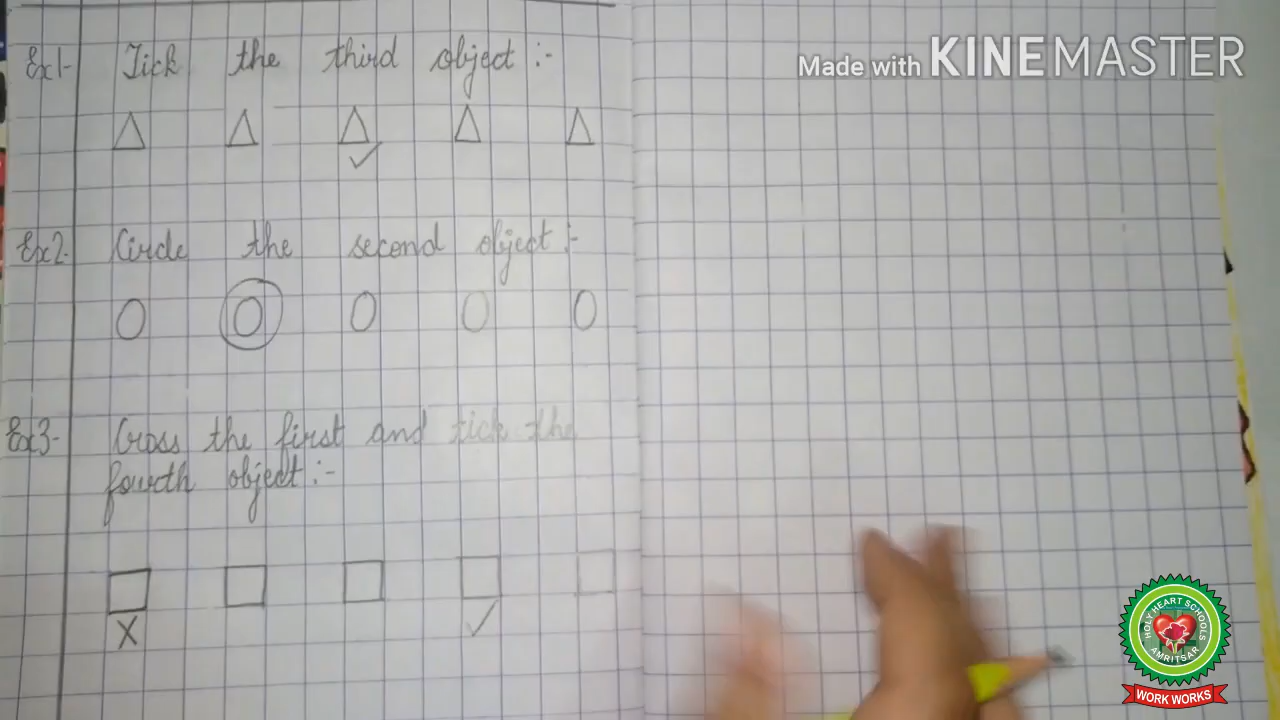 Made with KINEMASTER
Ex1- Tick the third object :-
Ex2- Circle the second object :-
Ex3- Cross the first and tick the
fourth object :-
X
HOLY HEART SCHOOLS
AMRITSAR
WORK WORKS